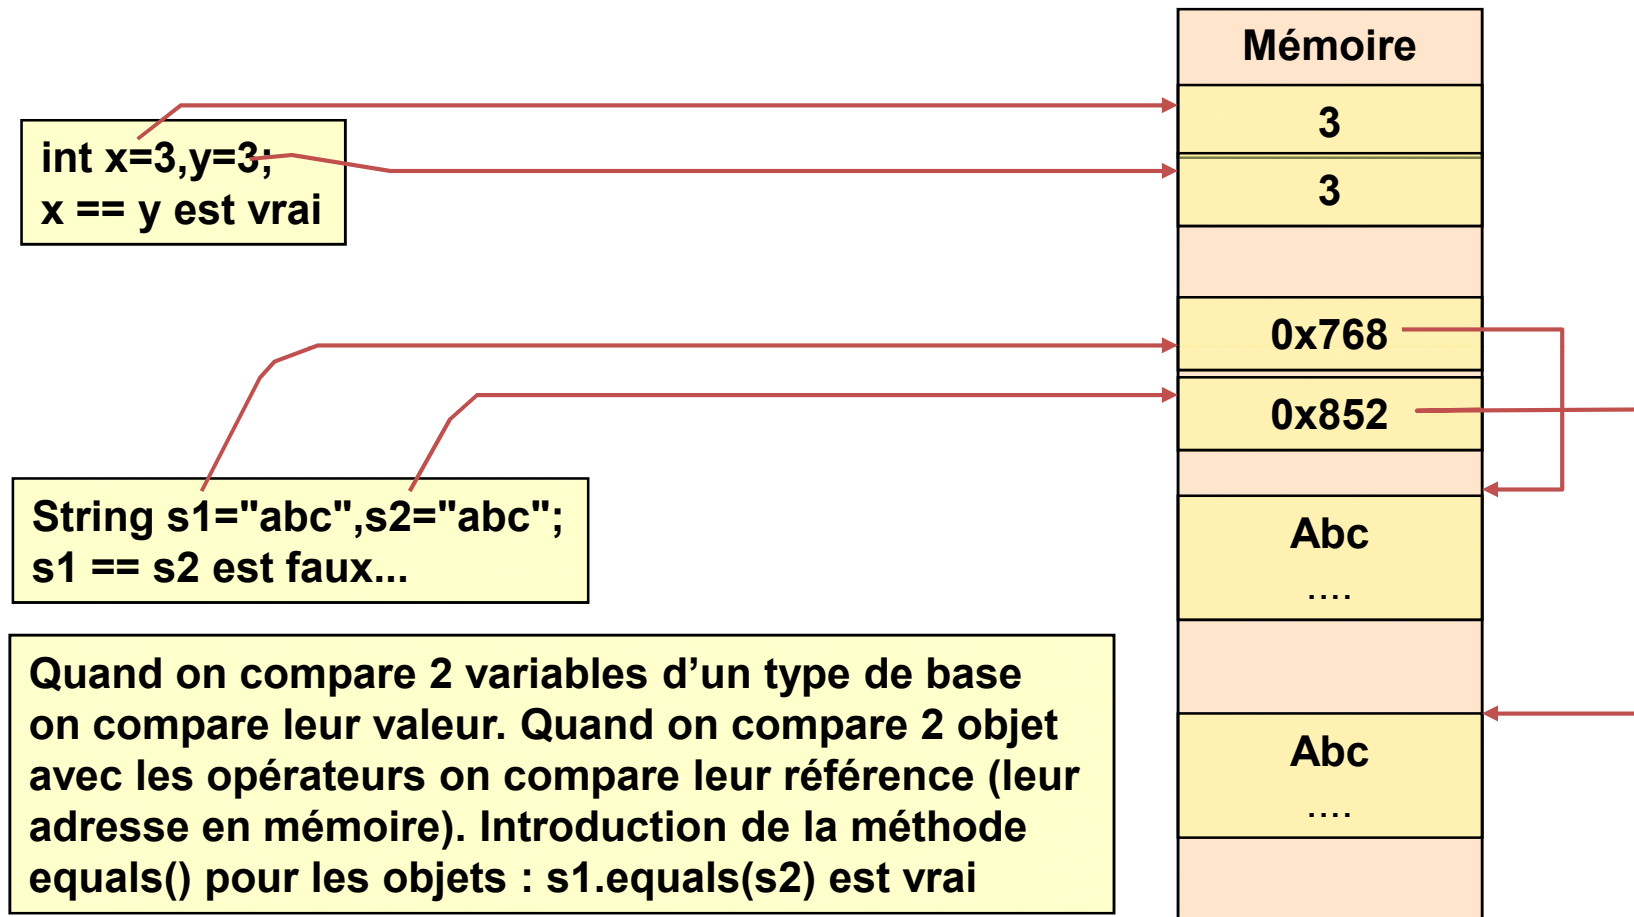 Mémoire
3
int x=3,y=3;
x == y est vrai
3
0x768
0x852
String s1="abc",s2="abc";
s1 == s2 est faux...
Abc
....
Quand on compare 2 variables d’un type de base
on compare leur valeur. Quand on compare 2 objet
avec les opérateurs on compare leur référence (leur
adresse en mémoire). Introduction de la méthode
equals() pour les objets : s1.equals(s2) est vrai
Abc
....